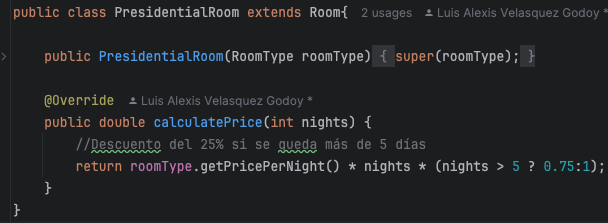 public class PresidentialRoom extends Room{ 2 usages Luis Alexis Velasquez Godoy *
public PresidentialRoom(RoomType roomType) { super(roomType); }
@Override Luis Alexis Velasquez Godoy *
public double calculatePrice(int nights) {
//Descuento del 25% si se queda más de 5 días
return roomType.getPricePerNight() * nights * (nights > 5 ? 0.75:1);
}
}